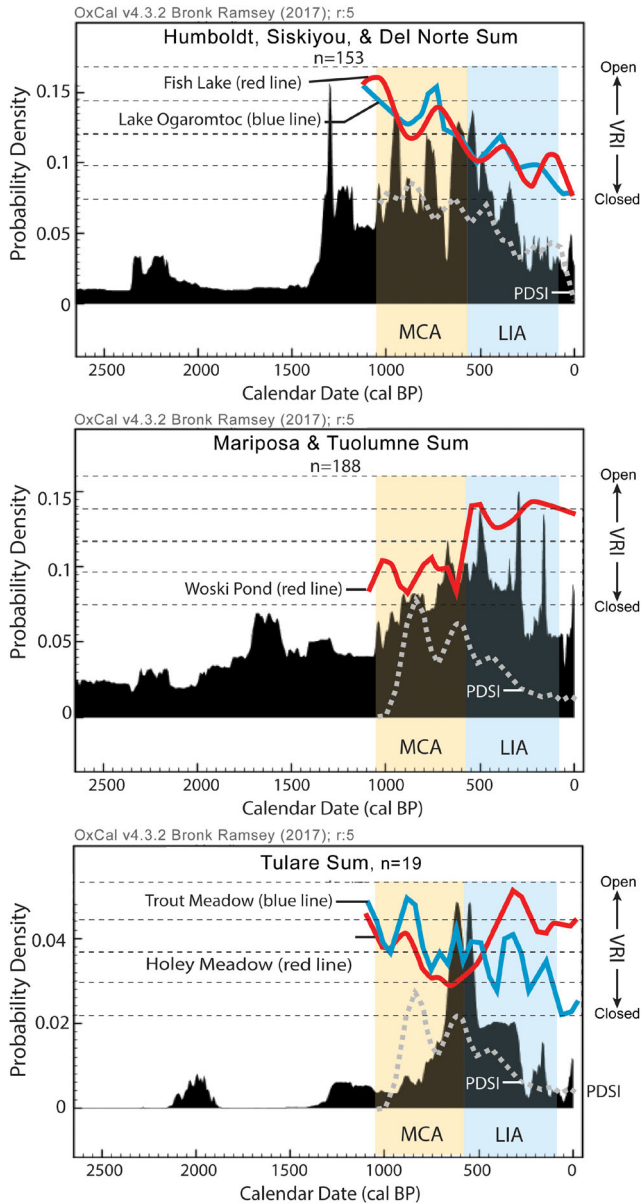 OxCal v4.3.2 Bronk Ramsey (2017); r:5
Humboldt, Siskiyou, & Del Norte Sum
n=153
Fish Lake (red line)
Lake Ogaromtoc (blue line)
Probability Density
0.15
0.1
0.05
0
Open
VRI
Closed
PDSI
MCA
LIA
2500 2000 1500 1000 500 0
Calendar Date (cal BP)
OxCal v4.3.2 Bronk Ramsey (2017); r:5
Mariposa & Tuolumne Sum
n=188
Probability Density
0.15
0.1
0.05
0
Woski Pond (red line)
Open
VRI
Closed
PDSI
MCA
LIA
2500 2000 1500 1000 500 0
Calendar Date (cal BP)
OxCal v4.3.2 Bronk Ramsey (2017); r:5
Tulare Sum, n=19
Trout Meadow (blue line)
Holey Meadow (red line)
Probability Density
0.04
0.02
0
Open
VRI
Closed
PDSI
PDSI
MCA
LIA
2500 2000 1500 1000 500 0
Calendar Date (cal BP)